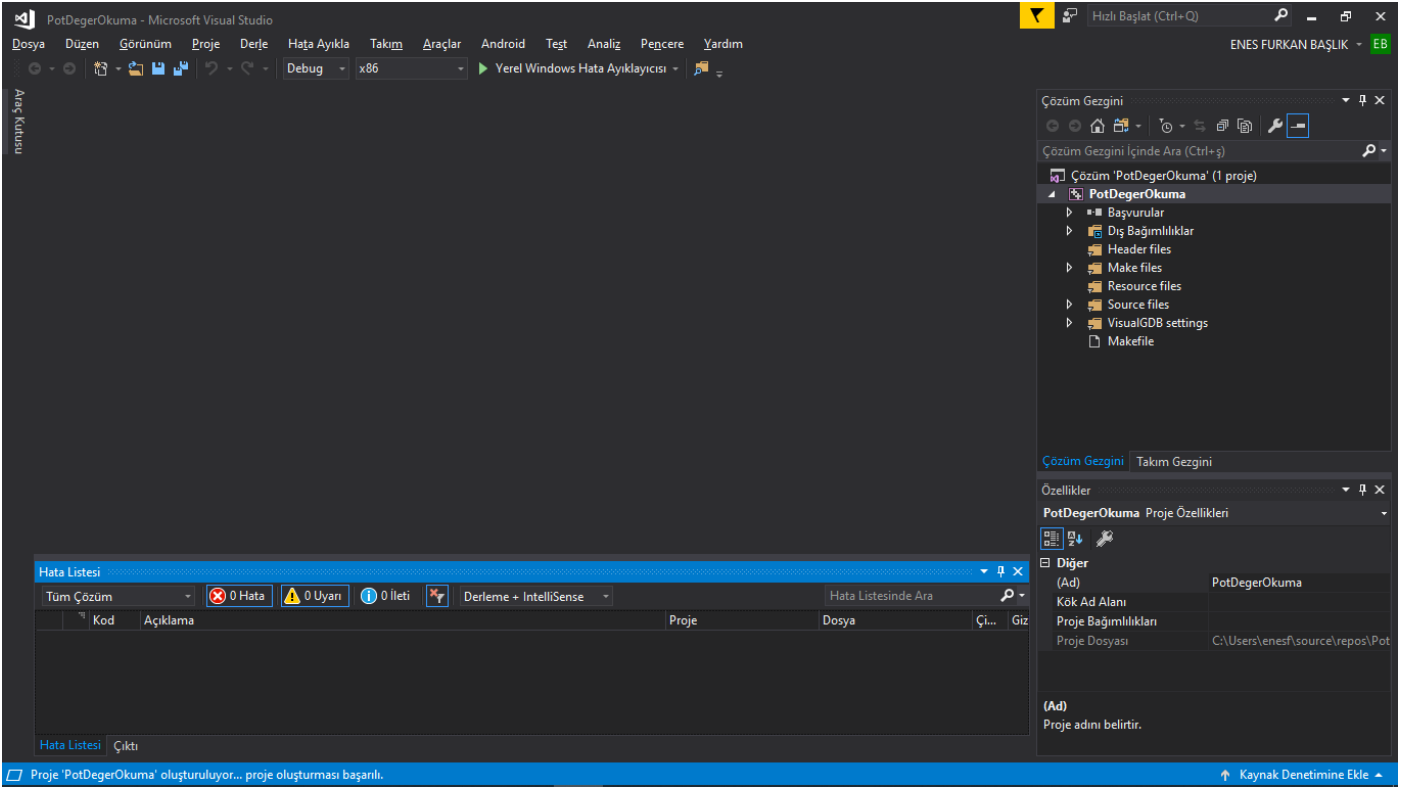 PotDegerOkuma - Microsoft Visual Studio
Hızlı Başlat (Ctrl+Q)
Dosya Düzen Görünüm Proje Derle Hata Ayıkla Takım Araçlar Android Test Analiz Pencere Yardım
ENES FURKAN BAŞLIK EB
Debug x86 Yerel Windows Hata Ayıklayıcısı
Araç Kutusu
Çözüm Gezgini
Çözüm Gezgini İçinde Ara (Ctrl+ş)
Çözüm 'PotDegerOkuma' (1 proje)
PotDegerOkuma
Başvurular
Dış Bağımlılıklar
Header files
Make files
Resource files
Source files
VisualGDB settings
Makefile
Çözüm Gezgini Takım Gezgini
Özellikler
PotDegerOkuma Proje Özellikleri
Diğer
(Ad) PotDegerOkuma
Kök Ad Alanı
Proje Bağımlılıkları
Proje Dosyası C:\Users\enesf\source\repos\Pot
(Ad)
Proje adını belirtir.
Hata Listesi
Tüm Çözüm 0 Hata 0 Uyarı 0 İleti Derleme + IntelliSense Hata Listesinde Ara
Kod Açıklama Proje Dosya Çi... Giz
Hata Listesi Çıktı
Proje 'PotDegerOkuma' oluşturuluyor... proje oluşturması başarılı.
Kaynak Denetimine Ekle